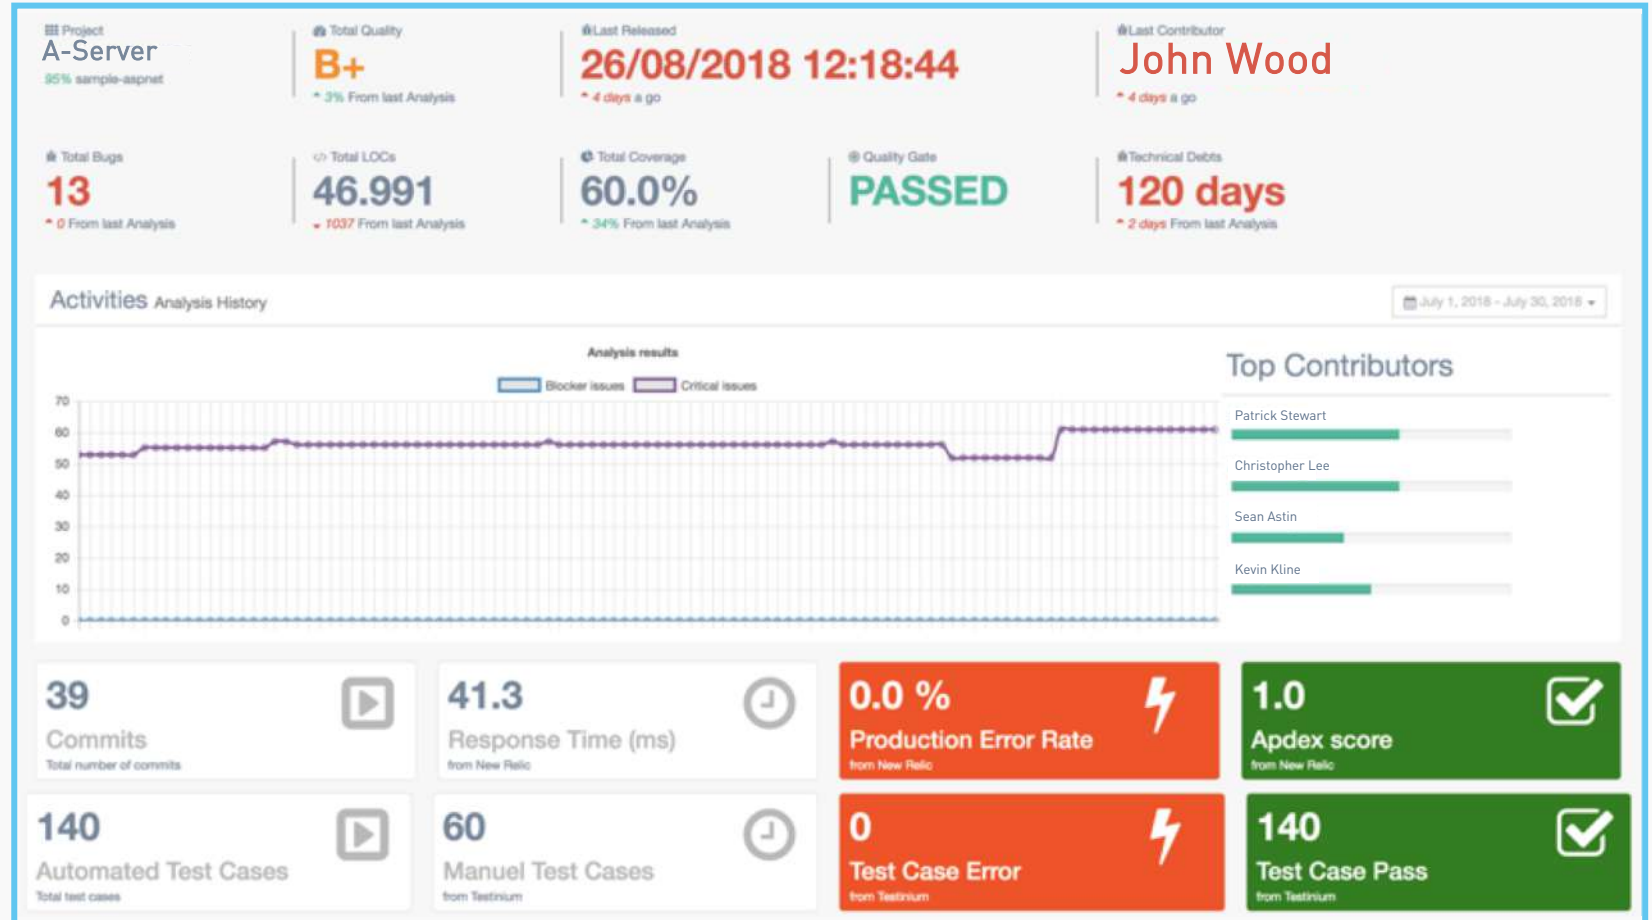 Project
A-Server
95% sample-aspnet
Total Quality
B+
3% From last Analysis
Last Released
26/08/2018 12:18:44
4 days a go
Last Contributor
John Wood
4 days a go
Total Bugs
13
0 From last Analysis
</> Total LOCs
46.991
1037 From last Analysis
Total Coverage
60.0%
34% From last Analysis
Quality Gate
PASSED
Technical Debts
120 days
2 days From last Analysis
Activities Analysis History
July 1, 2018 - July 30, 2018
Analysis results
Blocker issues Critical issues
70
60
50
40
30
20
10
0
Top Contributors
Patrick Stewart
Christopher Lee
Sean Astin
Kevin Kline
39
Commits
Total number of commits
41.3
Response Time (ms)
from New Relic
0.0 %
Production Error Rate
from New Relic
1.0
Apdex score
from New Relic
140
Automated Test Cases
Total test cases
60
Manuel Test Cases
from Testinium
0
Test Case Error
from Testinium
140
Test Case Pass
from Testinium